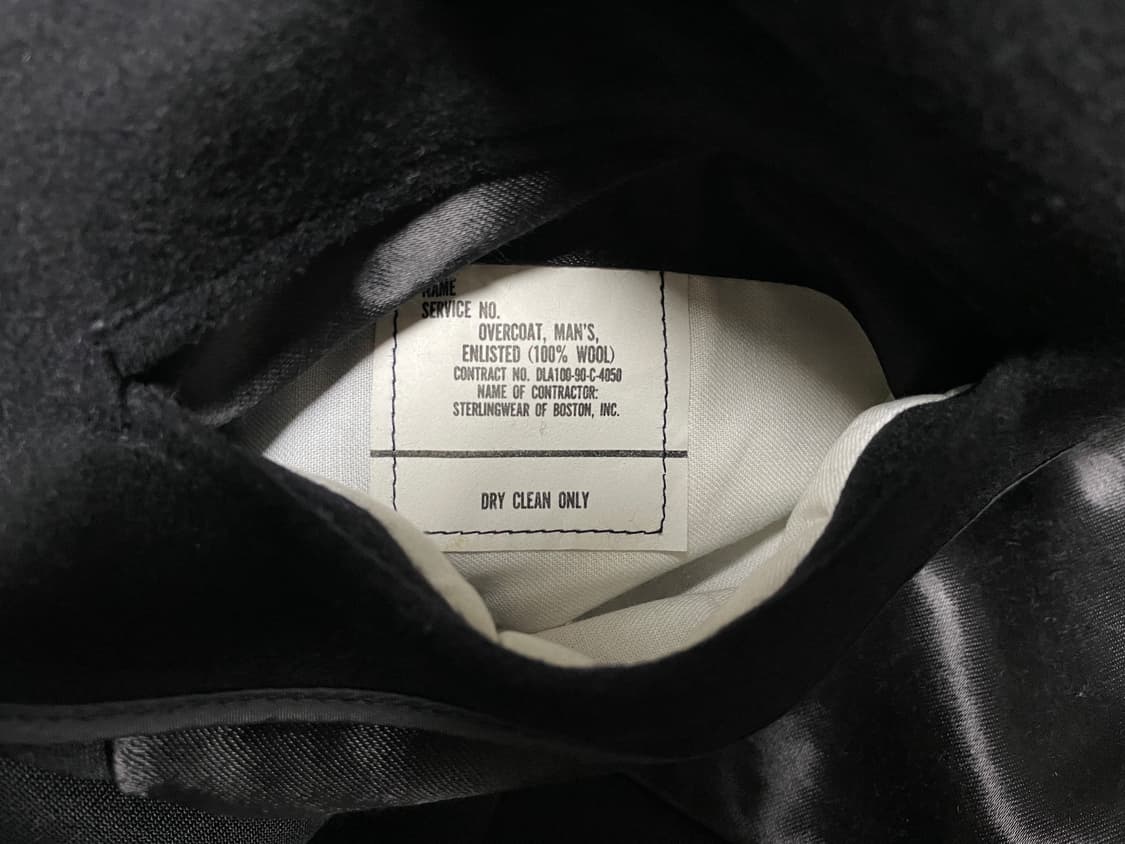 NAME
SERVICE NO.
OVERCOAT, MAN'S,
ENLISTED (100% WOOL)
CONTRACT NO. DLA100-90-C-4050
NAME OF CONTRACTOR:
STERLINGWEAR OF BOSTON, INC.
DRY CLEAN ONLY